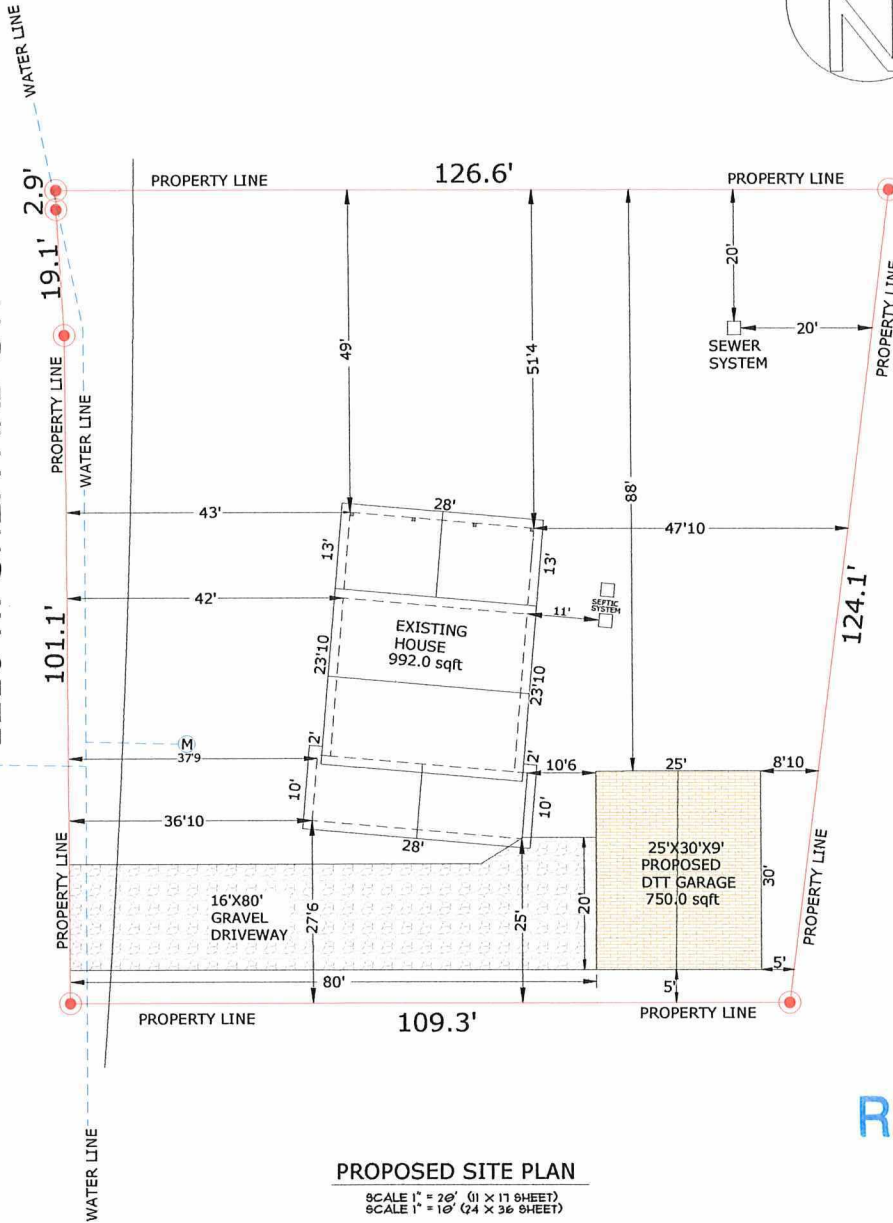 WATER LINE
N
PROPERTY LINE
126.6'
PROPERTY LINE
2.9'
19.1'
20'
20'
SEWER
SYSTEM
PROPERTY LINE
49'
51'4
88'
PROPERTY LINE
WATER LINE
43'
28'
47'10
13'
13'
42'
11'
SEPTIC
SYSTEM
EXISTING
HOUSE
992.0 sqft
101.1'
124.1'
23'10
23'10
M
379
2'
2'
10'6
25'
8'10
10'
10'
36'10
28'
25'X30'X9'
PROPOSED
DTT GARAGE
750.0 sqft
30'
PROPERTY LINE
PROPERTY LINE
16'X80'
GRAVEL
DRIVEWAY
27'6
25'
20'
80'
5'
5'
PROPERTY LINE
109.3'
PROPERTY LINE
R
WATER LINE
PROPOSED SITE PLAN
SCALE 1" = 20' (11 X 17 SHEET)
SCALE 1" = 10' (24 X 36 SHEET)